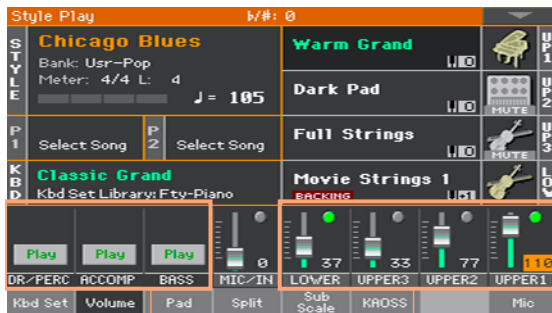 Style Play ♭/#: 0
STYLE
Chicago Blues
Bank: Usr-Pop
Meter: 4/4 L: 4
♩= 105
P1 Select Song P2 Select Song
KBD
Classic Grand
Kbd Set Library: Fty-Piano
Warm Grand
UP1
Dark Pad
MUTE
UP2
Full Strings
MUTE
UP3
Movie Strings 1
BACKING
LOW
Play Play Play 0 37 33 77 110
DR/PERC ACCOMP BASS MIC/IN LOWER UPPER3 UPPER2 UPPER1
Kbd Set Volume Pad Split Sub Scale KAOSS Mic